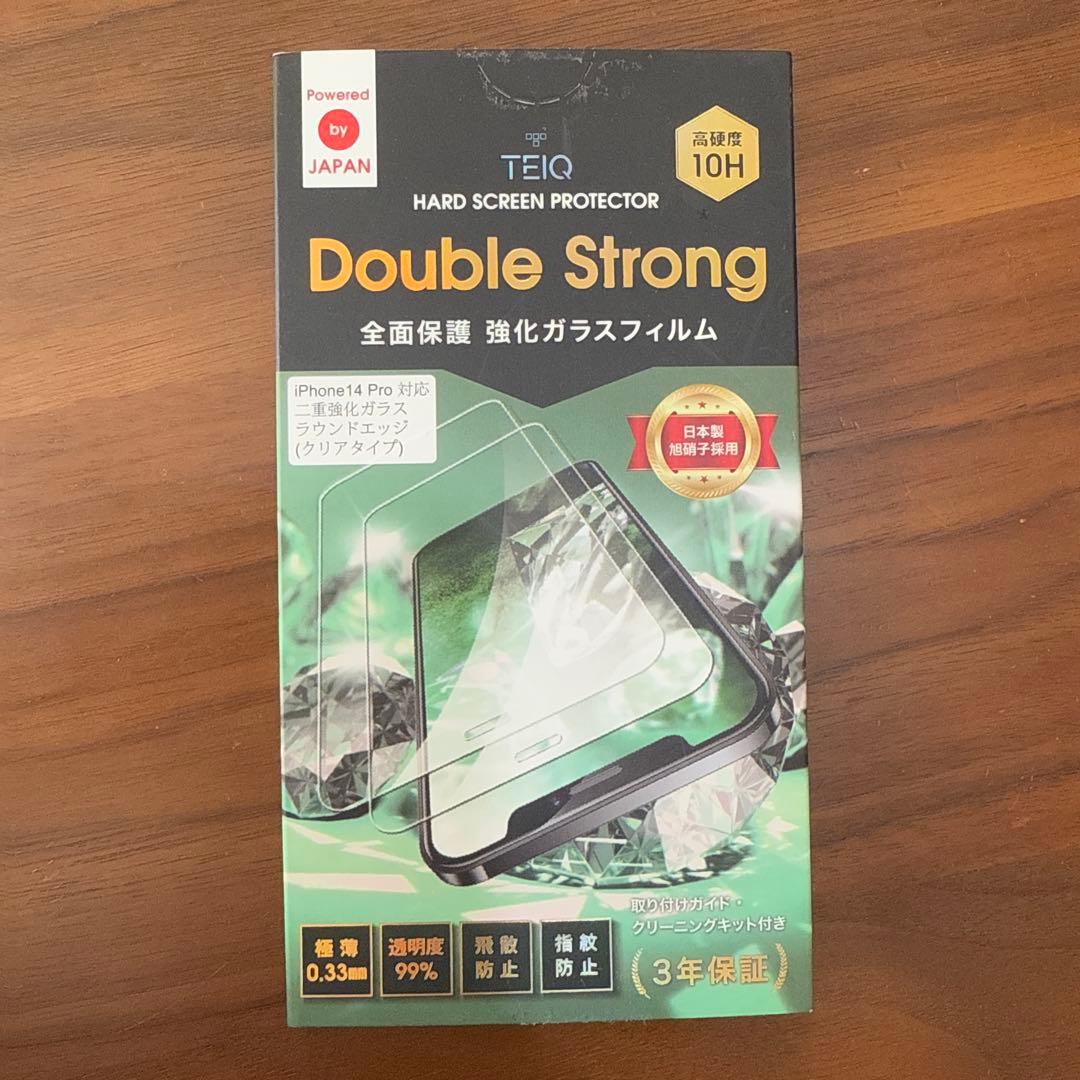 Powered
by
JAPAN
TEIQ
高硬度
10H
HARD SCREEN PROTECTOR
Double Strong
全面保護 強化ガラスフィルム
iPhone14 Pro 対応
二重強化ガラス
ラウンドエッジ
(クリアタイプ)
日本製
旭硝子採用
取り付けガイド・
クリーニングキット付き
極薄
0.33mm
透明度
99%
飛散
防止
指紋
防止
3年保証